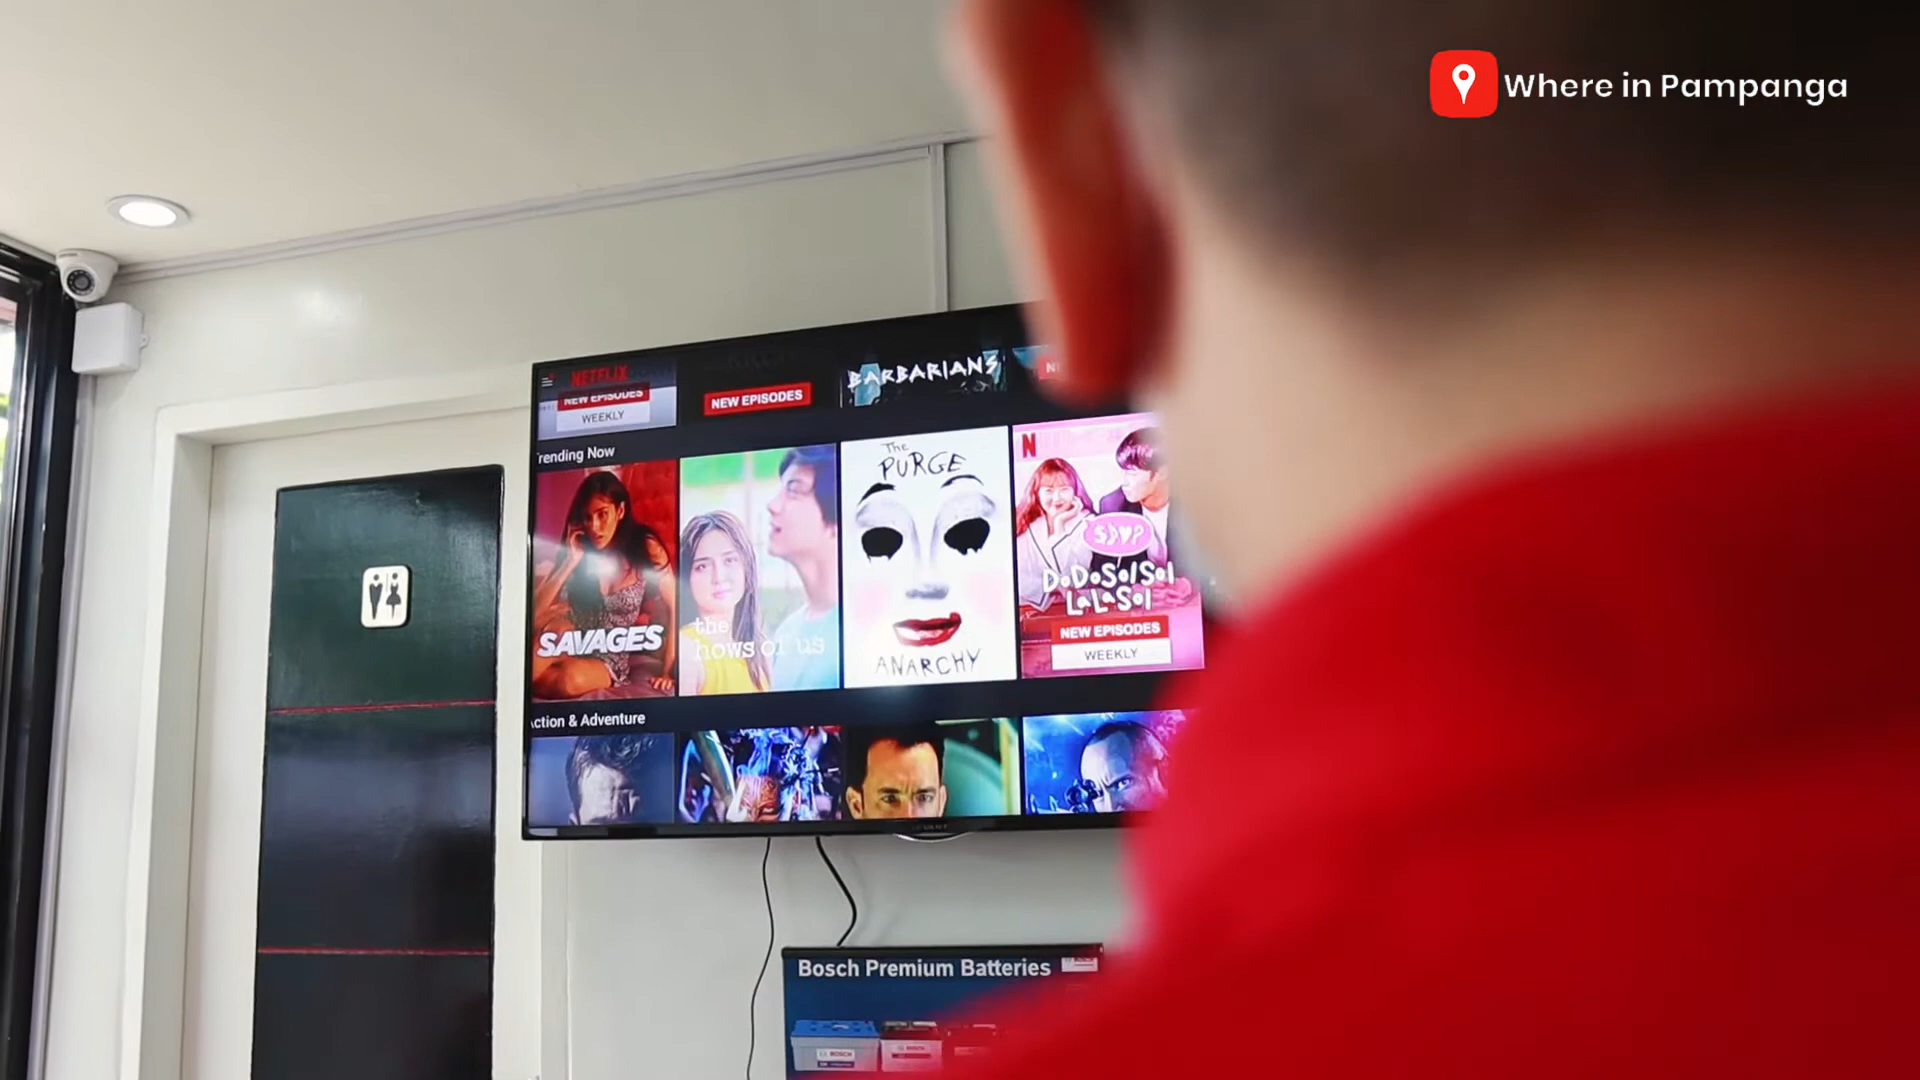 Where in Pampanga
NETFLIX
NEW EPISODES
WEEKLY
NEW EPISODES
BARBARIANS
Trending Now
SAVAGES
the
hows of us
The
PURGE
ANARCHY
N
DoDoSolSol
LaLaSol
NEW EPISODES
WEEKLY
Action & Adventure
Bosch Premium Batteries
BOSCH